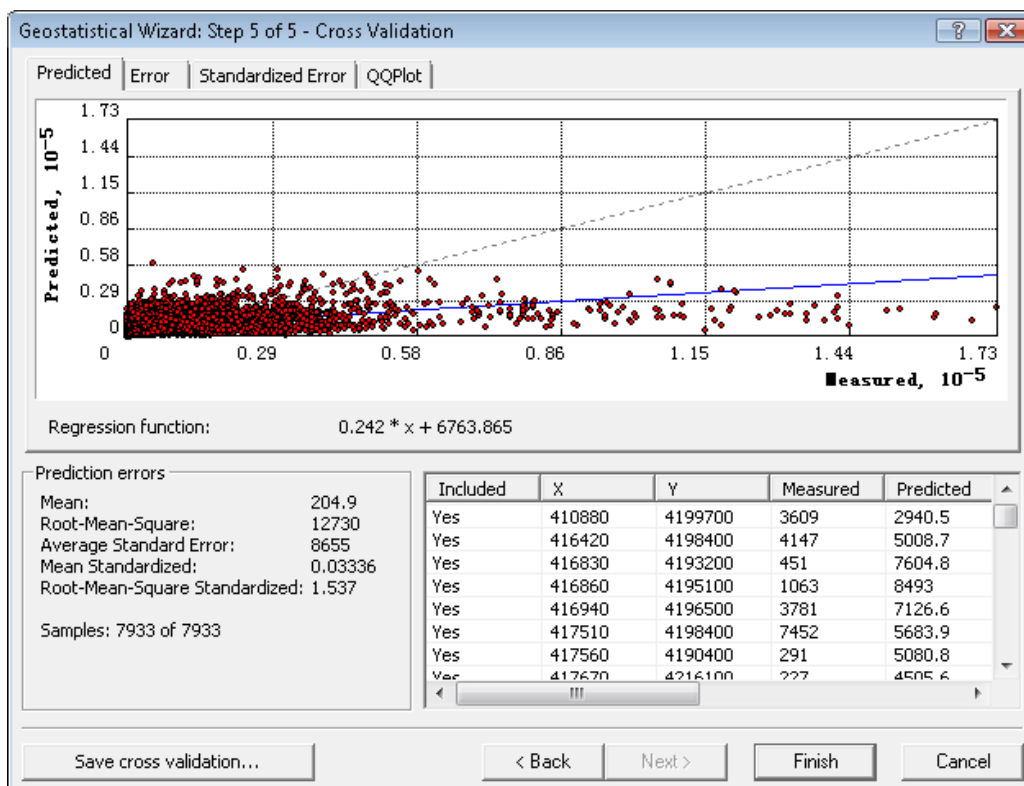 Geostatistical Wizard: Step 5 of 5 - Cross Validation
Predicted Error Standardized Error QQPlot
Predicted, 10-5
1.73
1.44
1.15
0.86
0.58
0.29
0
0 0.29 0.58 0.86 1.15 1.44 1.73
Measured, 10-5
Regression function: 0.242 * x + 6763.865
Prediction errors
Mean: 204.9
Root-Mean-Square: 12730
Average Standard Error: 8655
Mean Standardized: 0.03336
Root-Mean-Square Standardized: 1.537
Samples: 7933 of 7933
Included X Y Measured Predicted
Yes 410880 4199700 3609 2940.5
Yes 416420 4198400 4147 5008.7
Yes 416830 4193200 451 7604.8
Yes 416860 4195100 1063 8493
Yes 416940 4196500 3781 7126.6
Yes 417510 4198400 7452 5683.9
Yes 417560 4190400 291 5080.8
Yes 417670 4216100 227 4505.6
Save cross validation... < Back Next > Finish Cancel